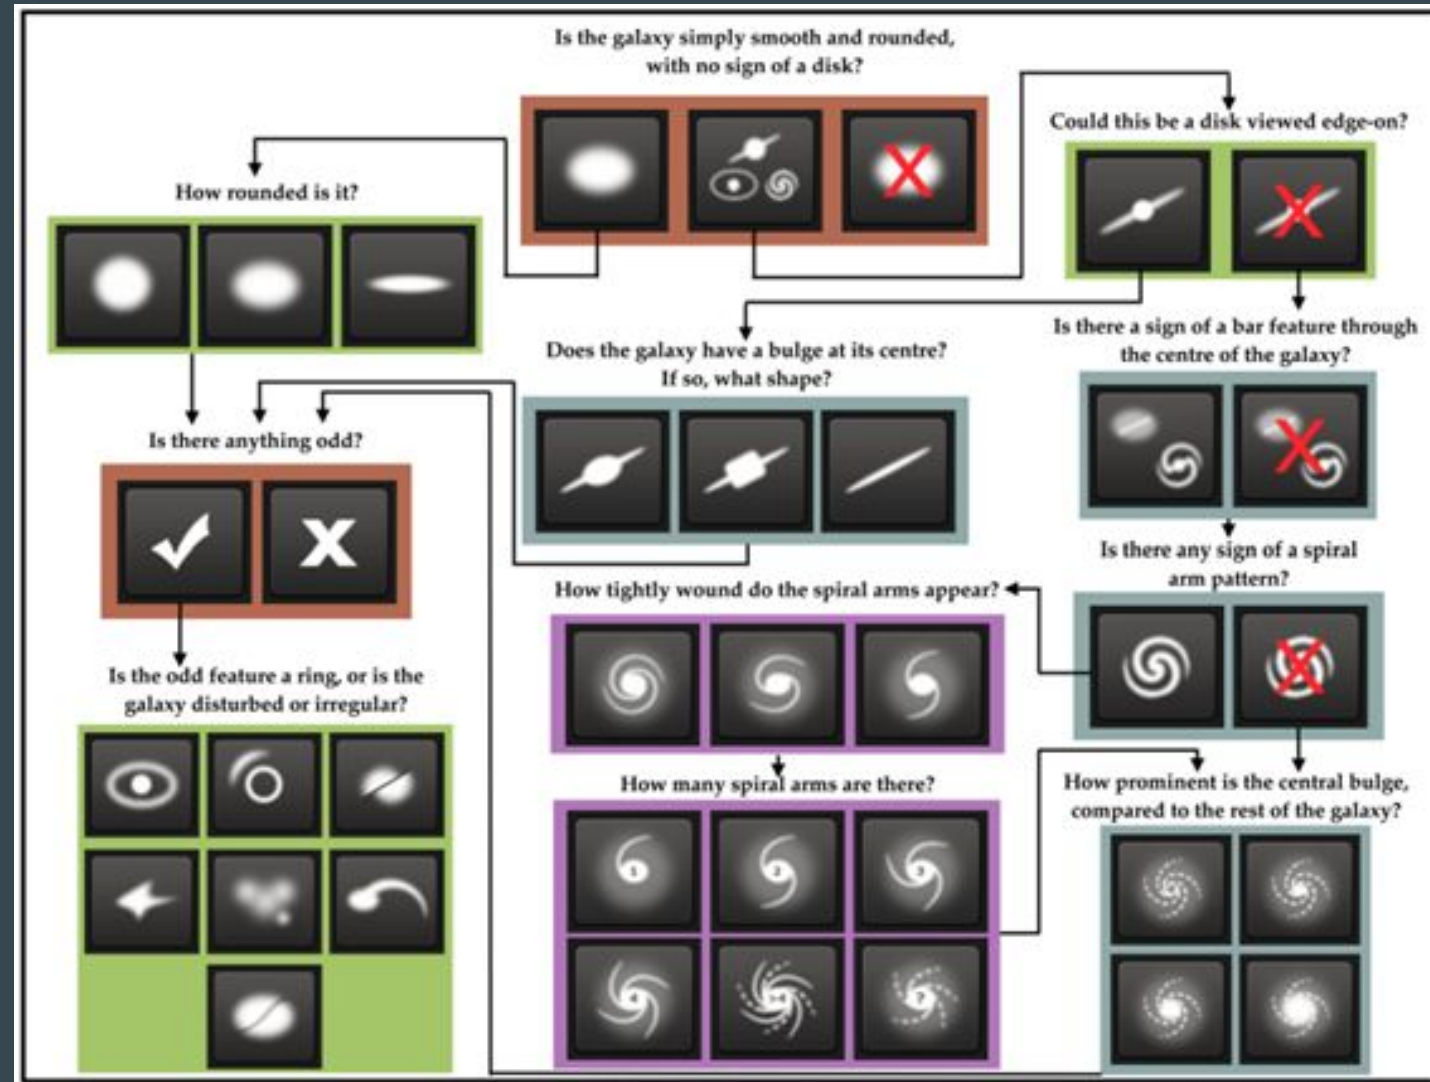 Is the galaxy simply smooth and rounded,
with no sign of a disk?
Could this be a disk viewed edge-on?
How rounded is it?
Is there a sign of a bar feature through
the centre of the galaxy?
Does the galaxy have a bulge at its centre?
If so, what shape?
Is there anything odd?
Is there any sign of a spiral
arm pattern?
How tightly wound do the spiral arms appear?
Is the odd feature a ring, or is the
galaxy disturbed or irregular?
How many spiral arms are there?
How prominent is the central bulge,
compared to the rest of the galaxy?
1
2
3
4
?